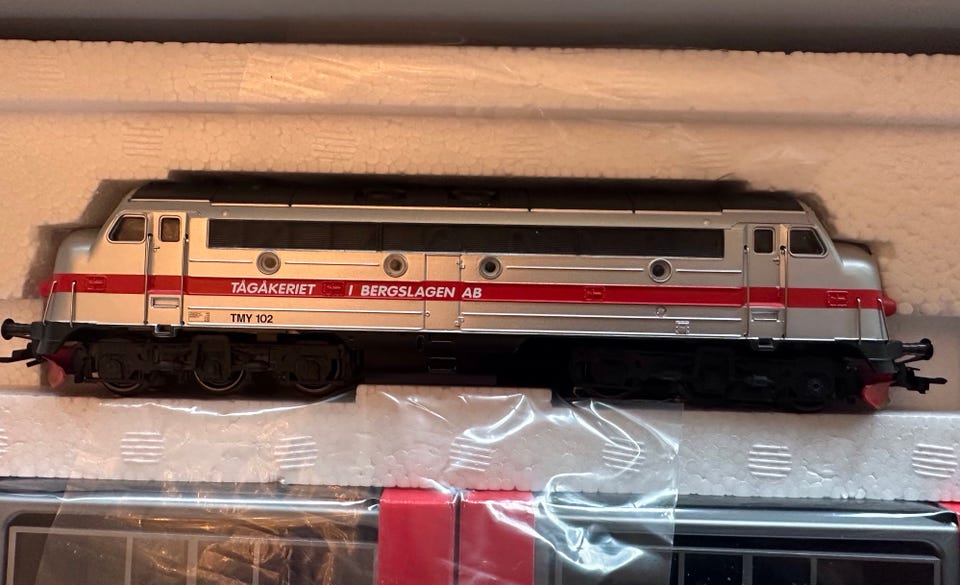 TÅGÅKERIET I BERGSLAGEN AB
TMY 102